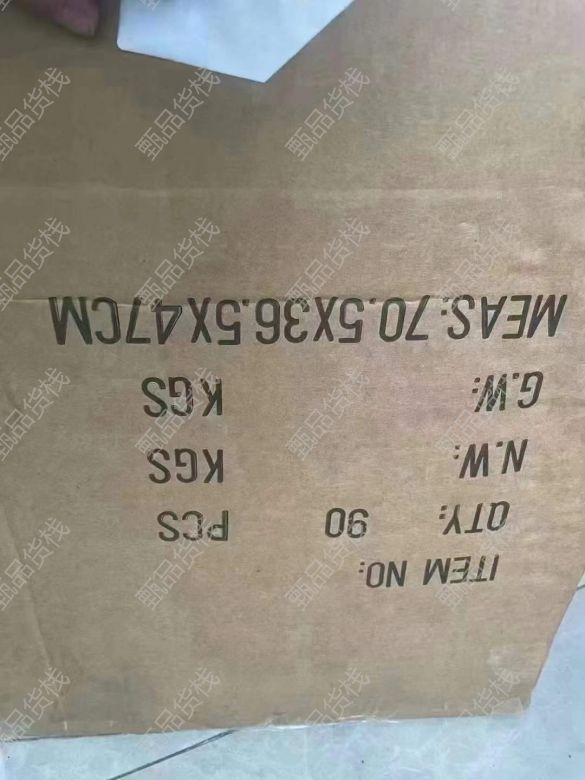 ITEM NO:
QTY: 90 PCS
N.W: KGS
G.W: KGS
MEAS:70.5X36.5X47CM
甄品货栈